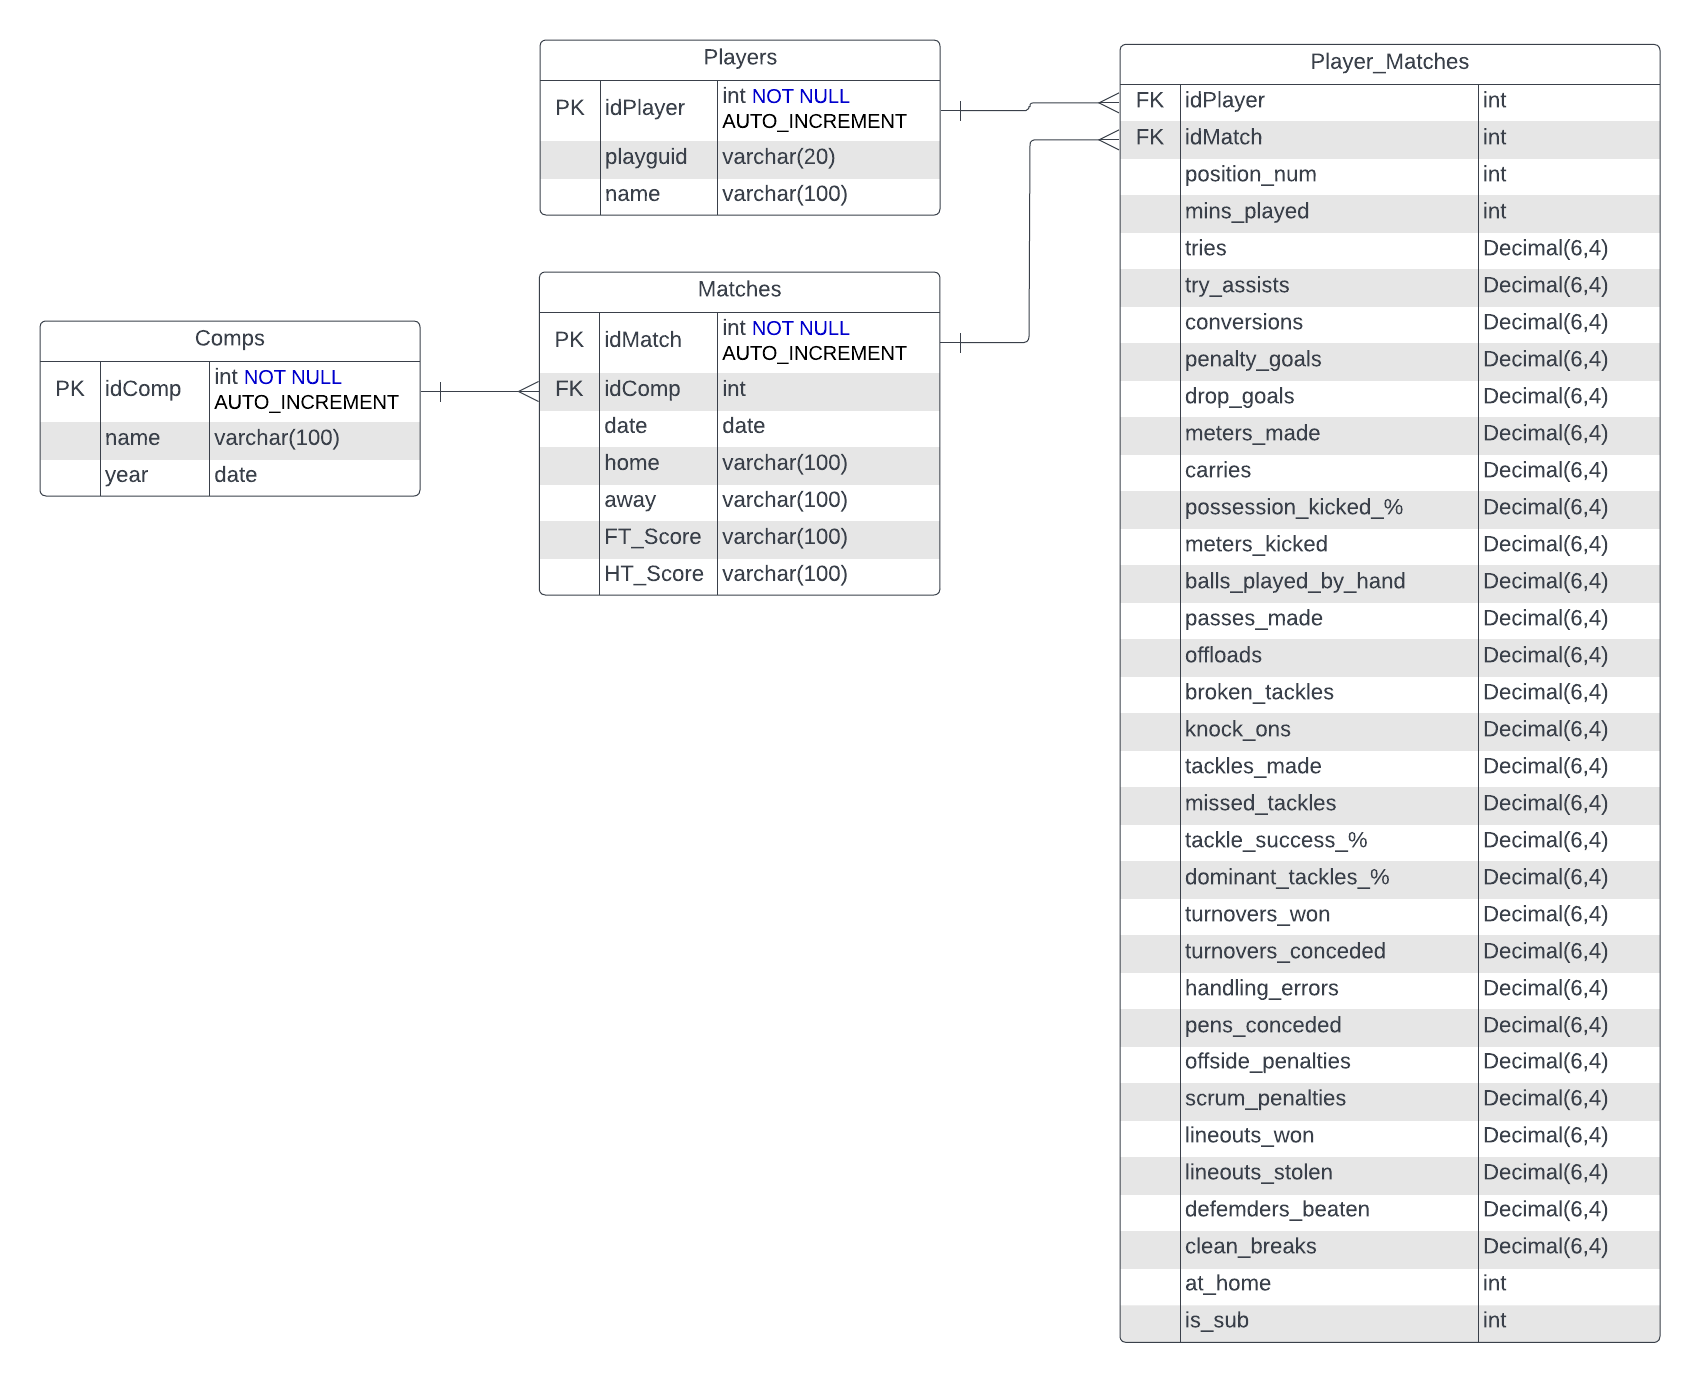 Players
PK idPlayer int NOT NULL
AUTO_INCREMENT
playguid varchar(20)
name varchar(100)
Comps
PK idComp int NOT NULL
AUTO_INCREMENT
name varchar(100)
year date
Matches
PK idMatch int NOT NULL
AUTO_INCREMENT
FK idComp int
date date
home varchar(100)
away varchar(100)
FT_Score varchar(100)
HT_Score varchar(100)
Player_Matches
FK idPlayer int
FK idMatch int
position_num int
mins_played int
tries Decimal(6,4)
try_assists Decimal(6,4)
conversions Decimal(6,4)
penalty_goals Decimal(6,4)
drop_goals Decimal(6,4)
meters_made Decimal(6,4)
carries Decimal(6,4)
possession_kicked_% Decimal(6,4)
meters_kicked Decimal(6,4)
balls_played_by_hand Decimal(6,4)
passes_made Decimal(6,4)
offloads Decimal(6,4)
broken_tackles Decimal(6,4)
knock_ons Decimal(6,4)
tackles_made Decimal(6,4)
missed_tackles Decimal(6,4)
tackle_success_% Decimal(6,4)
dominant_tackles_% Decimal(6,4)
turnovers_won Decimal(6,4)
turnovers_conceded Decimal(6,4)
handling_errors Decimal(6,4)
pens_conceded Decimal(6,4)
offside_penalties Decimal(6,4)
scrum_penalties Decimal(6,4)
lineouts_won Decimal(6,4)
lineouts_stolen Decimal(6,4)
defemders_beaten Decimal(6,4)
clean_breaks Decimal(6,4)
at_home int
is_sub int